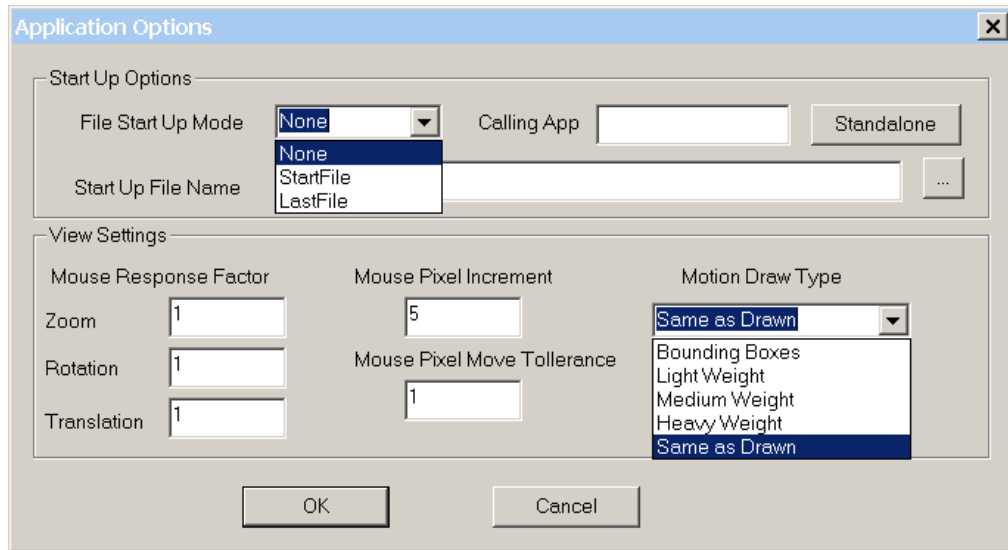 Application Options
Start Up Options
File Start Up Mode None Calling App Standalone
None
StartFile
LastFile
Start Up File Name ...
View Settings
Mouse Response Factor Mouse Pixel Increment Motion Draw Type
Zoom 1 5 Same as Drawn
Bounding Boxes
Light Weight
Medium Weight
Heavy Weight
Same as Drawn
Rotation 1 Mouse Pixel Move Tollerance
Translation 1 1
OK Cancel